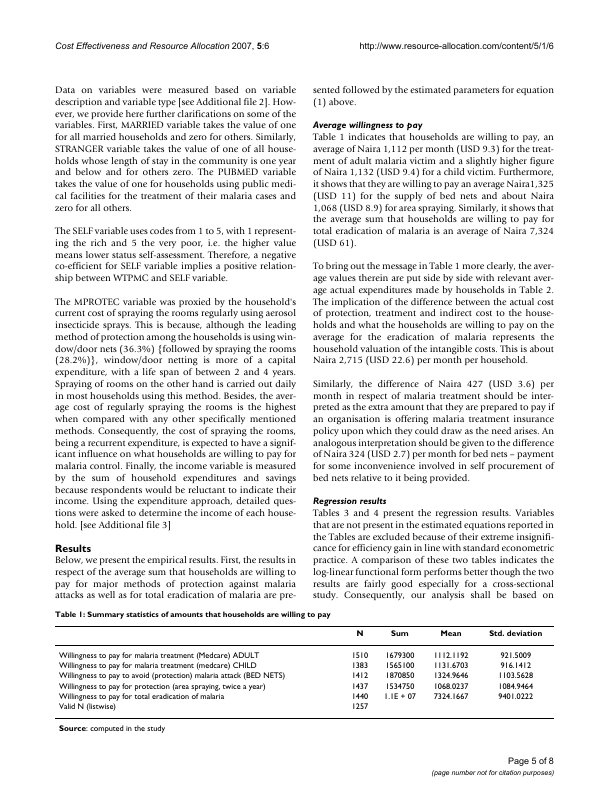 Cost Effectiveness and Resource Allocation 2007, 5:6
http://www.resource-allocation.com/content/5/1/6
Data on variables were measured based on variable
description and variable type [see Additional file 2]. How-
ever, we provide here further clarifications on some of the
variables. First, MARRIED variable takes the value of one
for all married households and zero for others. Similarly,
STRANGER variable takes the value of one of all house-
holds whose length of stay in the community is one year
and below and for others zero. The PUBMED variable
takes the value of one for households using public medi-
cal facilities for the treatment of their malaria cases and
zero for all others.
The SELF variable uses codes from 1 to 5, with 1 represent-
ing the rich and 5 the very poor, i.e. the higher value
means lower status self-assessment. Therefore, a negative
co-efficient for SELF variable implies a positive relation-
ship between WTPMC and SELF variable.
The MPROTEC variable was proxied by the household's
current cost of spraying the rooms regularly using aerosol
insecticide sprays. This is because, although the leading
method of protection among the households is using win-
dow/door nets (36.3%) {followed by spraying the rooms
(28.2%)}, window/door netting is more of a capital
expenditure, with a life span of between 2 and 4 years.
Spraying of rooms on the other hand is carried out daily
in most households using this method. Besides, the aver-
age cost of regularly spraying the rooms is the highest
when compared with any other specifically mentioned
methods. Consequently, the cost of spraying the rooms,
being a recurrent expenditure, is expected to have a signif-
icant influence on what households are willing to pay for
malaria control. Finally, the income variable is measured
by the sum of household expenditures and savings
because respondents would be reluctant to indicate their
income. Using the expenditure approach, detailed ques-
tions were asked to determine the income of each house-
hold. [see Additional file 3]
Results
Below, we present the empirical results. First, the results in
respect of the average sum that households are willing to
pay for major methods of protection against malaria
attacks as well as for total eradication of malaria are pre-
sented followed by the estimated parameters for equation
(1) above.
Average willingness to pay
Table 1 indicates that households are willing to pay, an
average of Naira 1,112 per month (USD 9.3) for the treat-
ment of adult malaria victim and a slightly higher figure
of Naira 1,132 (USD 9.4) for a child victim. Furthermore,
it shows that they are willing to pay an average Naira1,325
(USD 11) for the supply of bed nets and about Naira
1,068 (USD 8.9) for area spraying. Similarly, it shows that
the average sum that households are willing to pay for
total eradication of malaria is an average of Naira 7,324
(USD 61).
To bring out the message in Table 1 more clearly, the aver-
age values therein are put side by side with relevant aver-
age actual expenditures made by households in Table 2.
The implication of the difference between the actual cost
of protection, treatment and indirect cost to the house-
holds and what the households are willing to pay on the
average for the eradication of malaria represents the
household valuation of the intangible costs. This is about
Naira 2,715 (USD 22.6) per month per household.
Similarly, the difference of Naira 427 (USD 3.6) per
month in respect of malaria treatment should be inter-
preted as the extra amount that they are prepared to pay if
an organisation is offering malaria treatment insurance
policy upon which they could draw as the need arises. An
analogous interpretation should be given to the difference
of Naira 324 (USD 2.7) per month for bed nets – payment
for some inconvenience involved in self procurement of
bed nets relative to it being provided.
Regression results
Tables 3 and 4 present the regression results. Variables
that are not present in the estimated equations reported in
the Tables are excluded because of their extreme insignifi-
cance for efficiency gain in line with standard econometric
practice. A comparison of these two tables indicates the
log-linear functional form performs better though the two
results are fairly good especially for a cross-sectional
study. Consequently, our analysis shall be based on
Table 1: Summary statistics of amounts that households are willing to pay
N Sum Mean Std. deviation
Willingness to pay for malaria treatment (Medcare) ADULT 1510 1679300 1112.1192 921.5009
Willingness to pay for malaria treatment (medcare) CHILD 1383 1565100 1131.6703 916.1412
Willingness to pay to avoid (protection) malaria attack (BED NETS) 1412 1870850 1324.9646 1103.5628
Willingness to pay for protection (area spraying, twice a year) 1437 1534750 1068.0237 1084.9464
Willingness to pay for total eradication of malaria 1440 1.1E + 07 7324.1667 9401.0222
Valid N (listwise) 1257
Source: computed in the study
Page 5 of 8
(page number not for citation purposes)